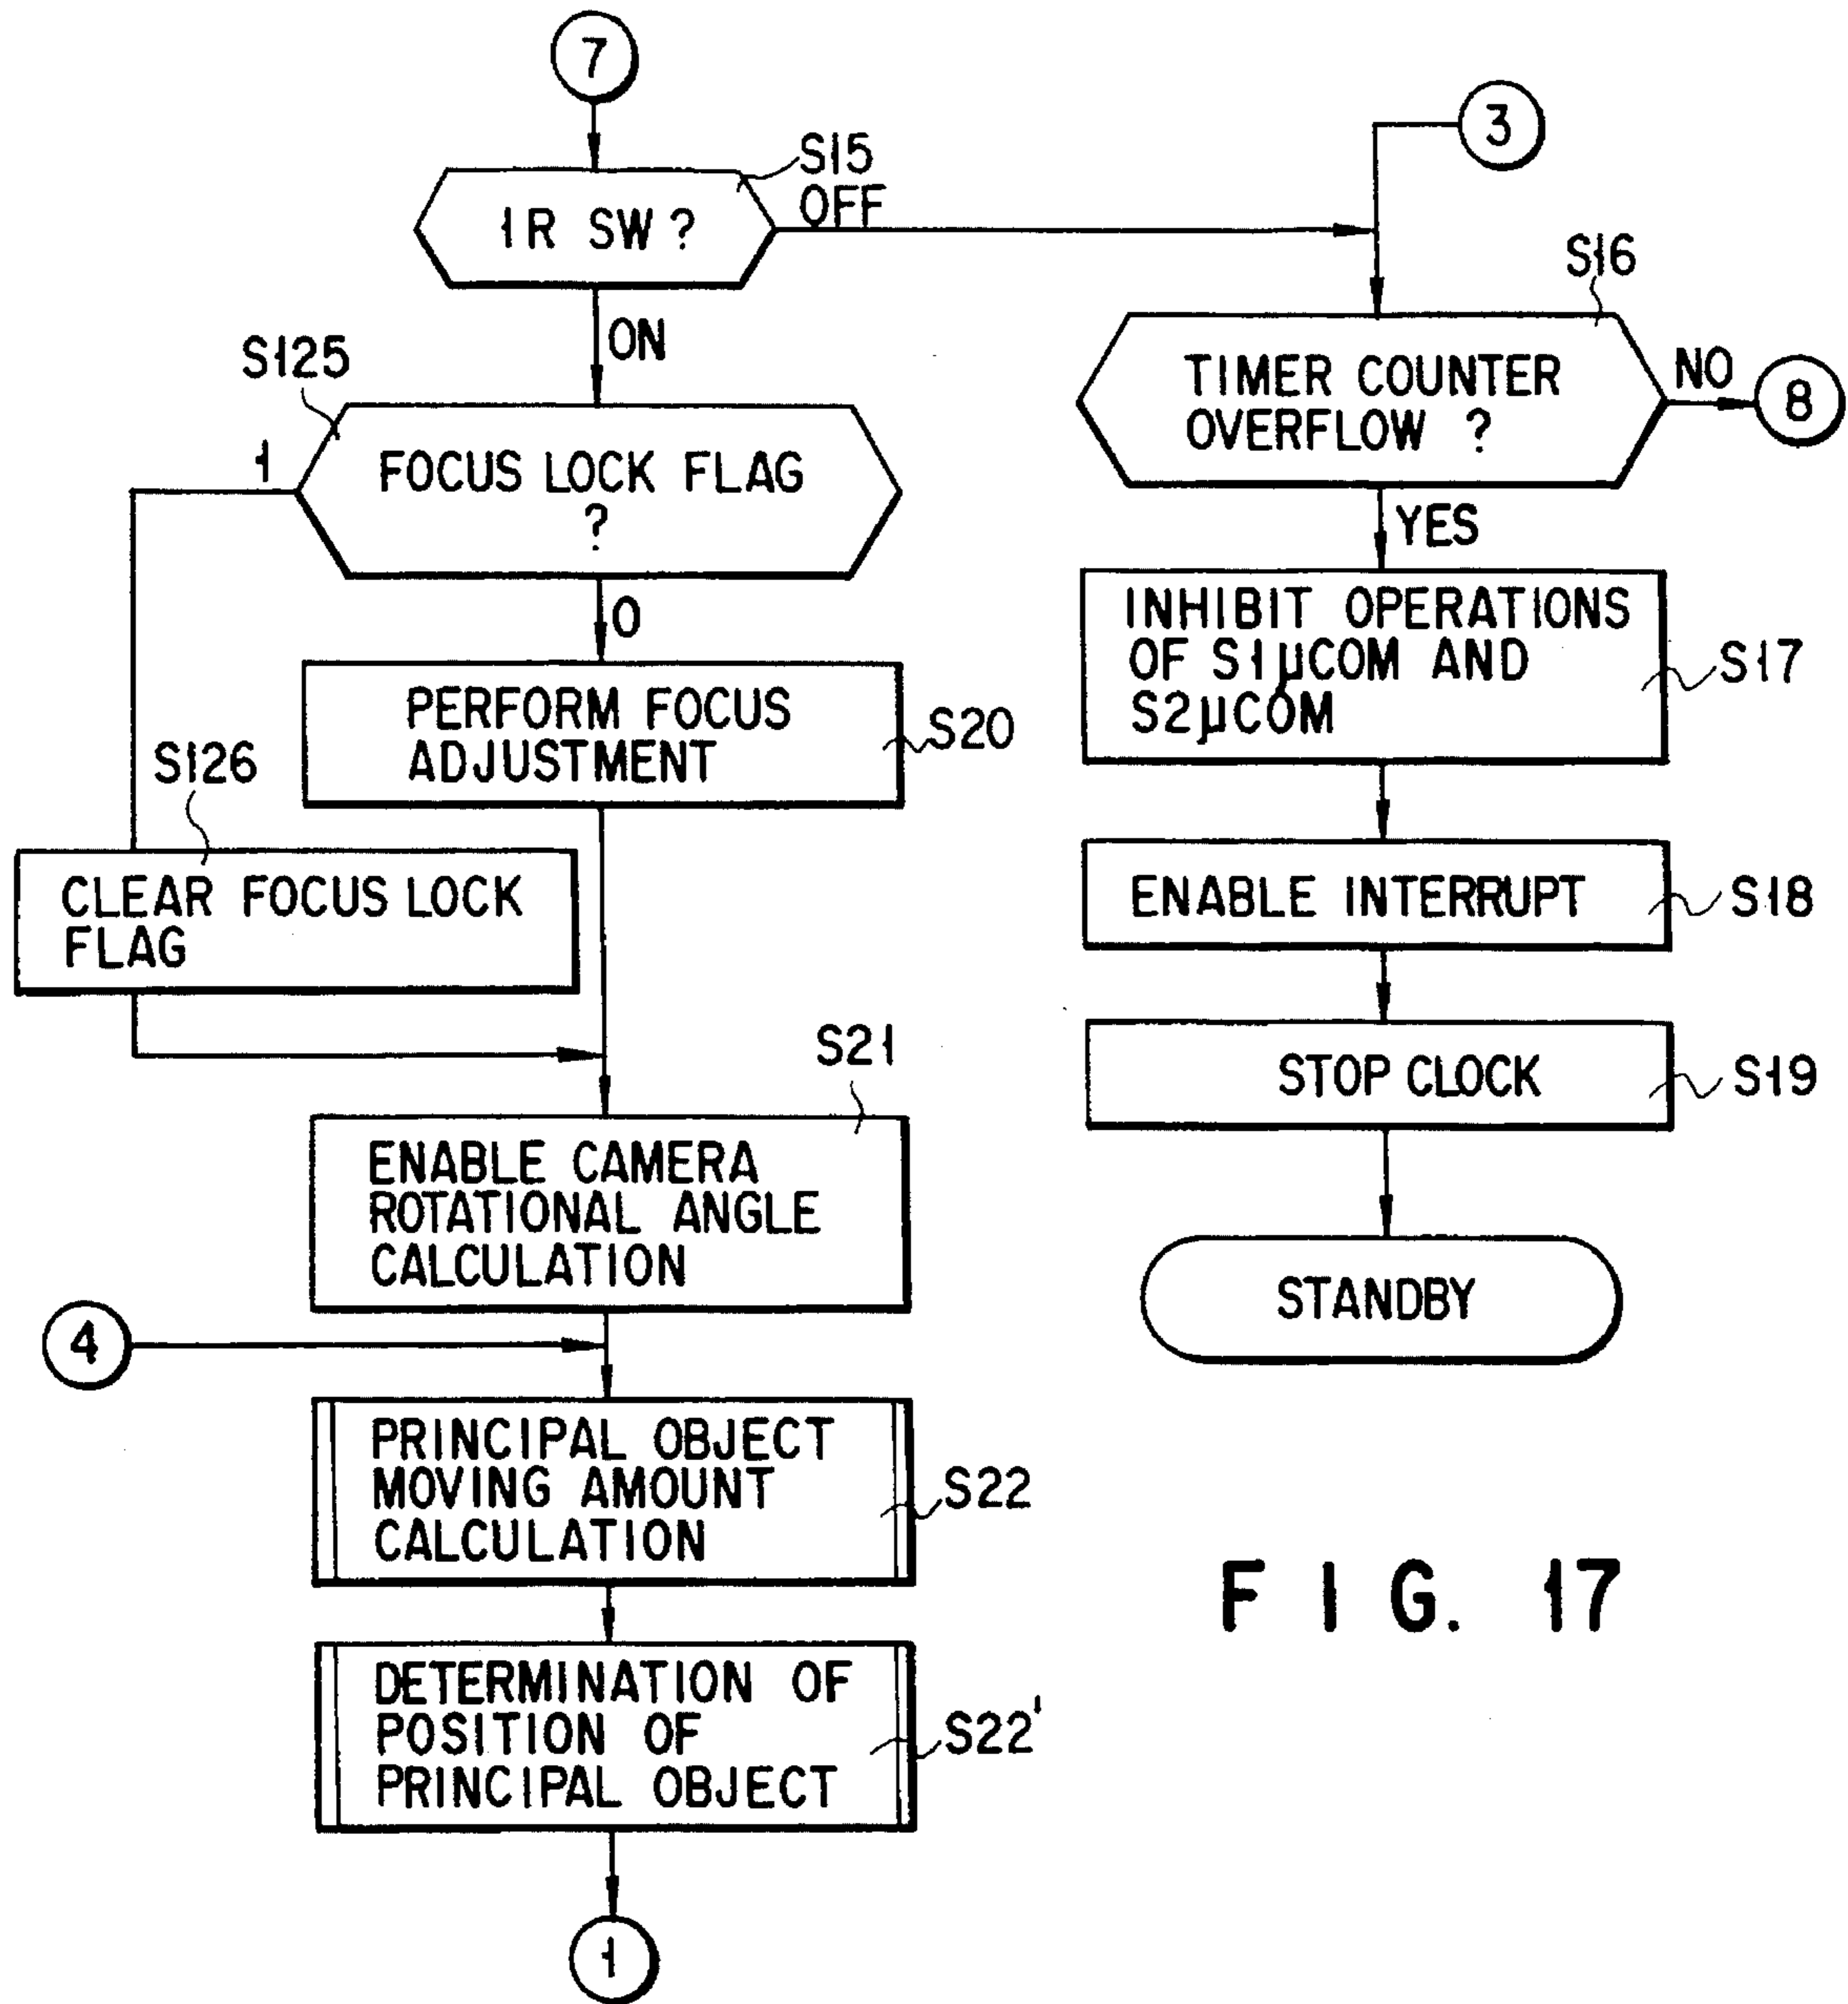 7
S15
1R SW ?
OFF
ON
3
S16
TIMER COUNTER
OVERFLOW ?
NO
8
YES
S125
1
FOCUS LOCK FLAG
?
0
PERFORM FOCUS
ADJUSTMENT
S20
S126
CLEAR FOCUS LOCK
FLAG
INHIBIT OPERATIONS
OF S1μCOM AND
S2μCOM
S17
ENABLE INTERRUPT
S18
STOP CLOCK
S19
STANDBY
S21
ENABLE CAMERA
ROTATIONAL ANGLE
CALCULATION
4
PRINCIPAL OBJECT
MOVING AMOUNT
CALCULATION
S22
DETERMINATION OF
POSITION OF
PRINCIPAL OBJECT
S22'
1
F I G. 17